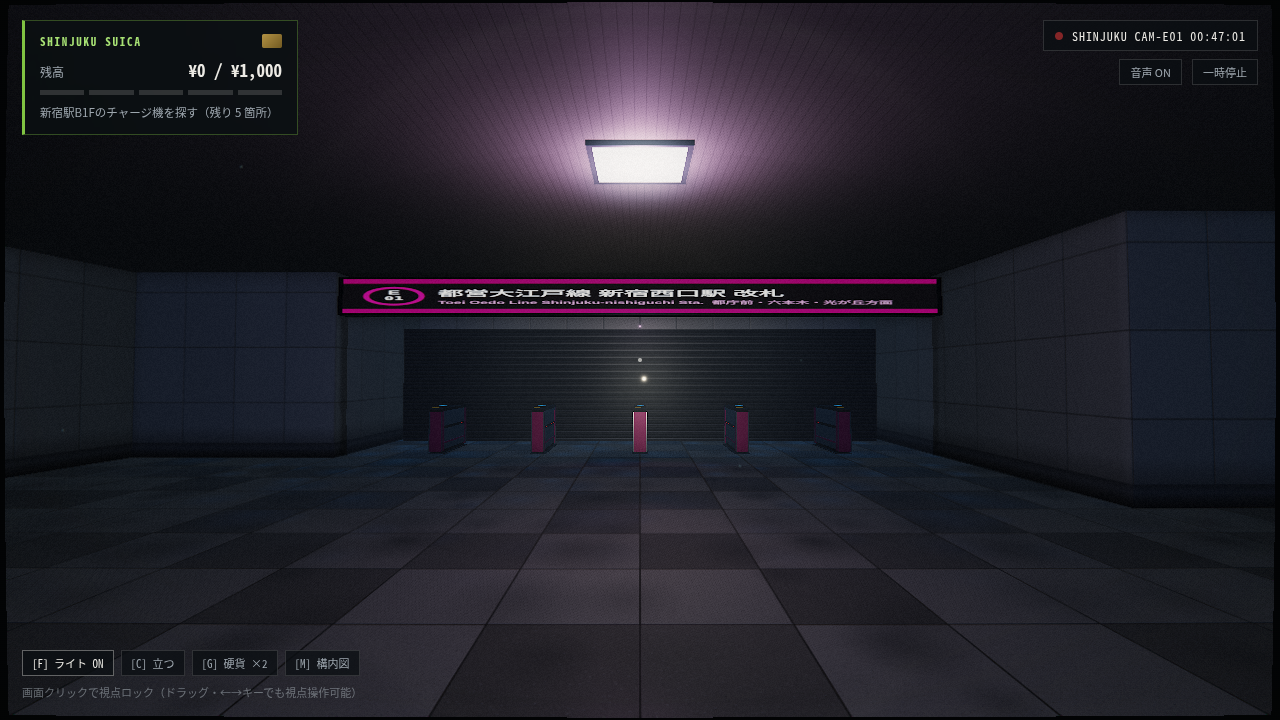 SHINJUKU SUICA
残高 ¥0 / ¥1,000
新宿駅B1Fのチャージ機を探す（残り5箇所）
SHINJUKU CAM-E01 00:47:01
音声 ON 一時停止
E
01
都営大江戸線 新宿西口駅 改札
Toei Oedo Line Shinjuku-nishiguchi Sta. 都庁前・六本木・光が丘方面
[F] ライト ON [C] 立つ [G] 硬貨 ×2 [M] 構内図
画面クリックで視点ロック（ドラッグ・←→キーでも視点操作可能）